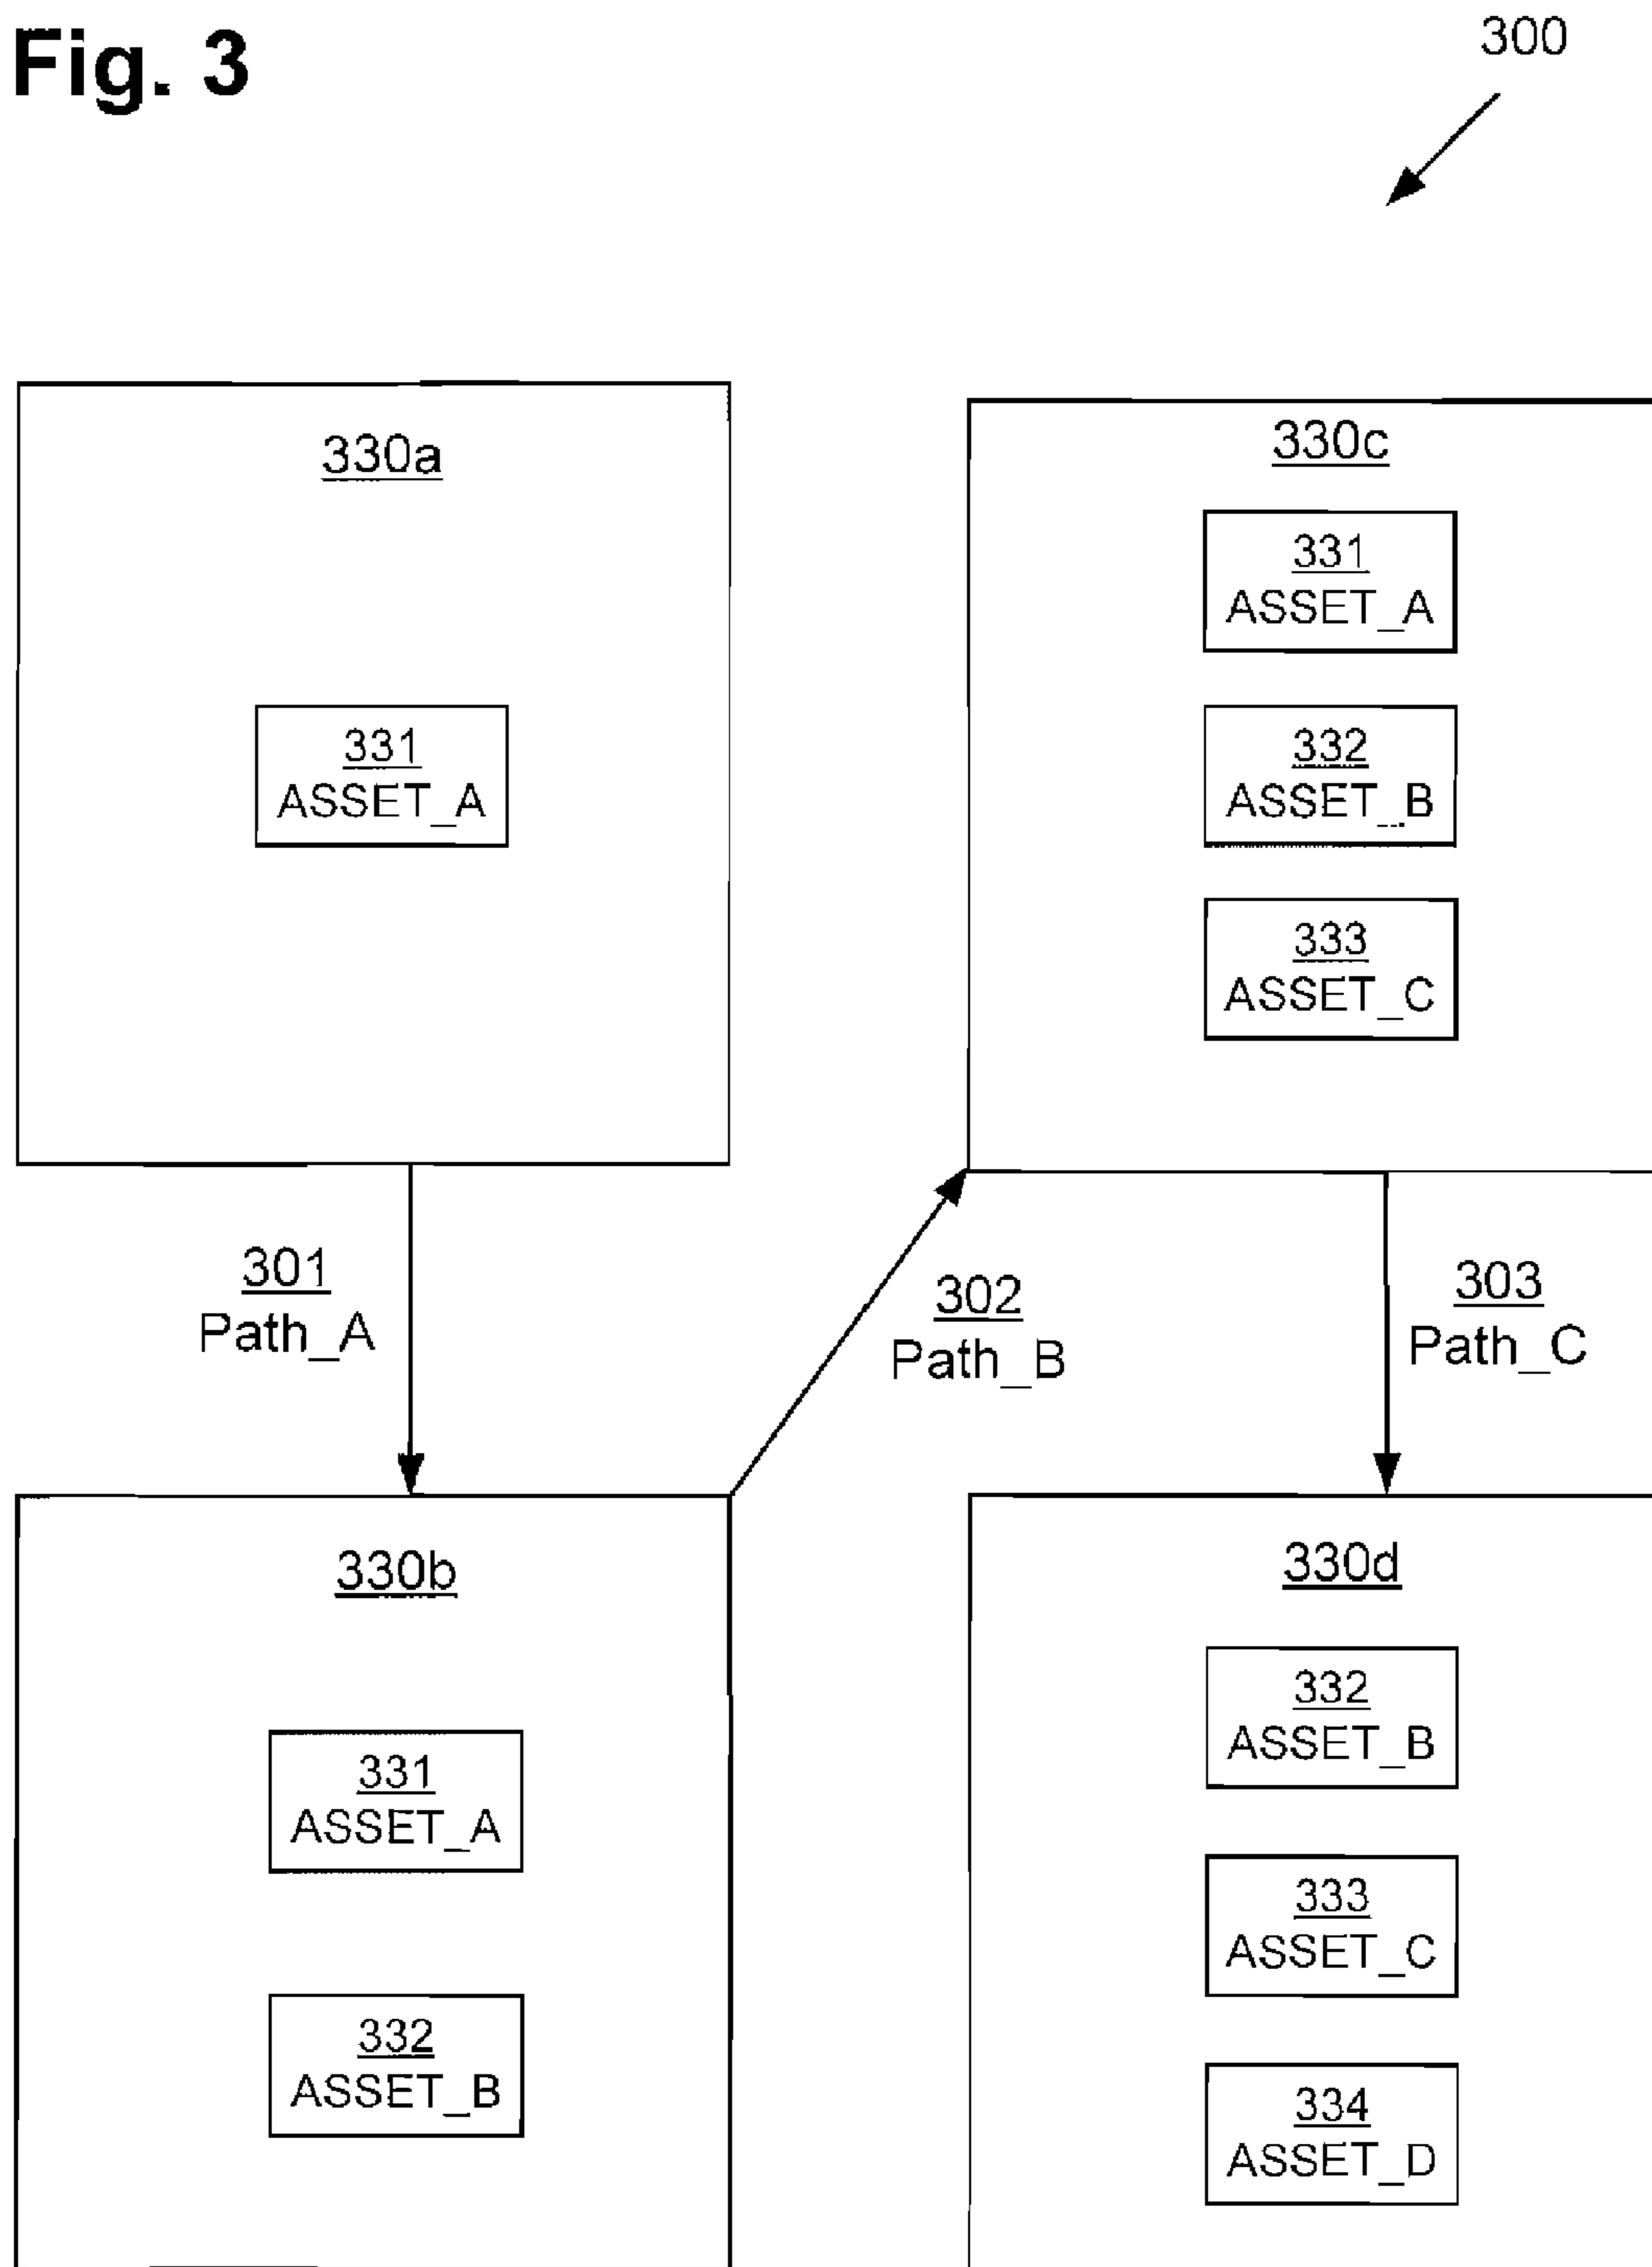 Fig. 3
300
330a
331
ASSET_A
330c
331
ASSET_A
332
ASSET_B
333
ASSET_C
301
Path_A
302
Path_B
303
Path_C
330b
331
ASSET_A
332
ASSET_B
330d
332
ASSET_B
333
ASSET_C
334
ASSET_D